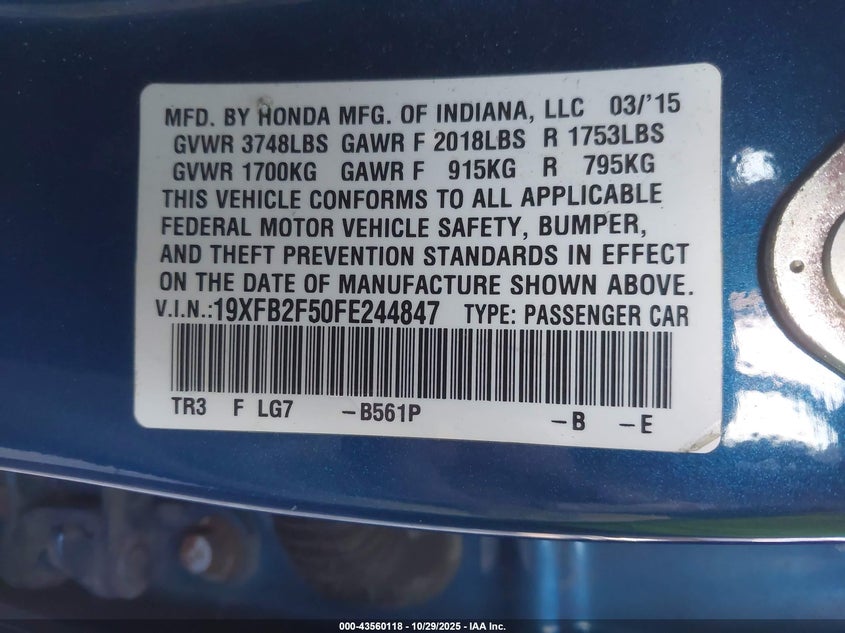 MFD. BY HONDA MFG. OF INDIANA, LLC 03/'15
GVWR 3748LBS GAWR F 2018LBS R 1753LBS
GVWR 1700KG GAWR F 915KG R 795KG
THIS VEHICLE CONFORMS TO ALL APPLICABLE
FEDERAL MOTOR VEHICLE SAFETY, BUMPER,
AND THEFT PREVENTION STANDARDS IN EFFECT
ON THE DATE OF MANUFACTURE SHOWN ABOVE.
V.I.N.:19XFB2F50FE244847 TYPE: PASSENGER CAR
TR3 F LG7 –B561P –B –E
000-43560118 - 10/29/2025 - IAA Inc.